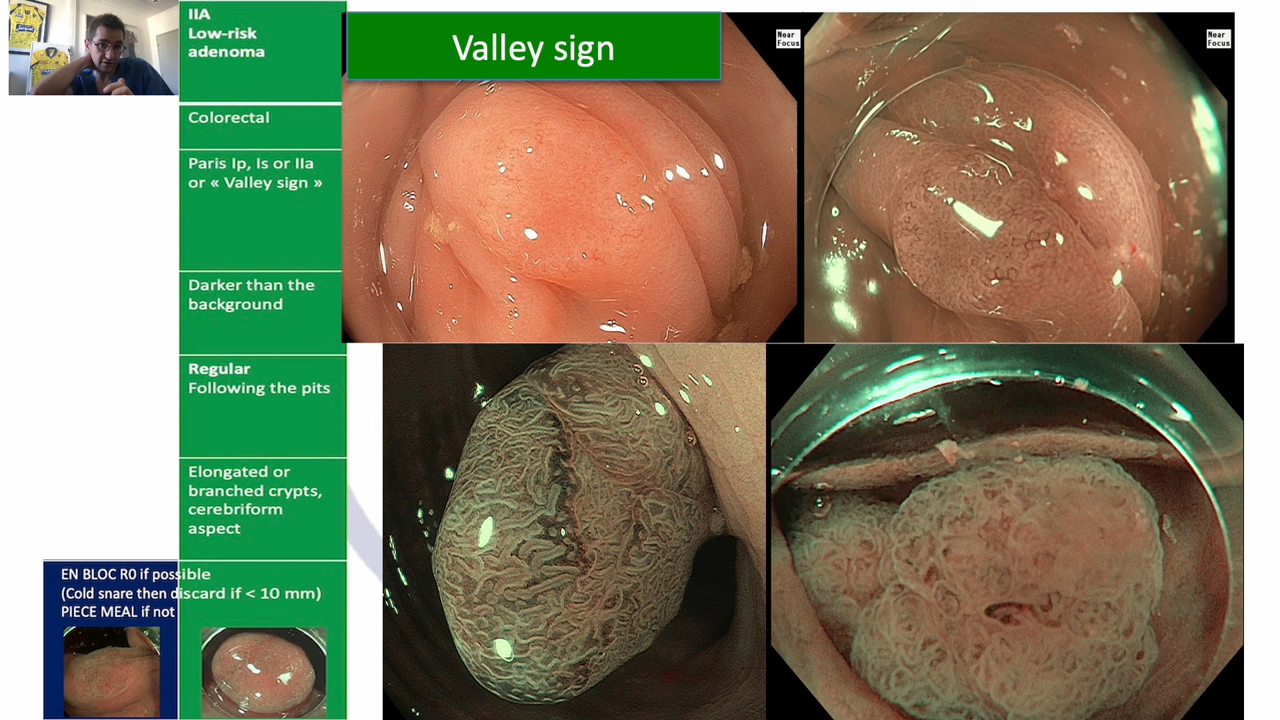 IIA
Low-risk
adenoma
Valley sign
Near
Focus
Near
Focus
Colorectal
Paris Ip, Is or IIa
or « Valley sign »
Darker than the
background
Regular
Following the pits
Elongated or
branched crypts,
cerebriform
aspect
EN BLOC R0 if possible
(Cold snare then discard if < 10 mm)
PIECE MEAL if not